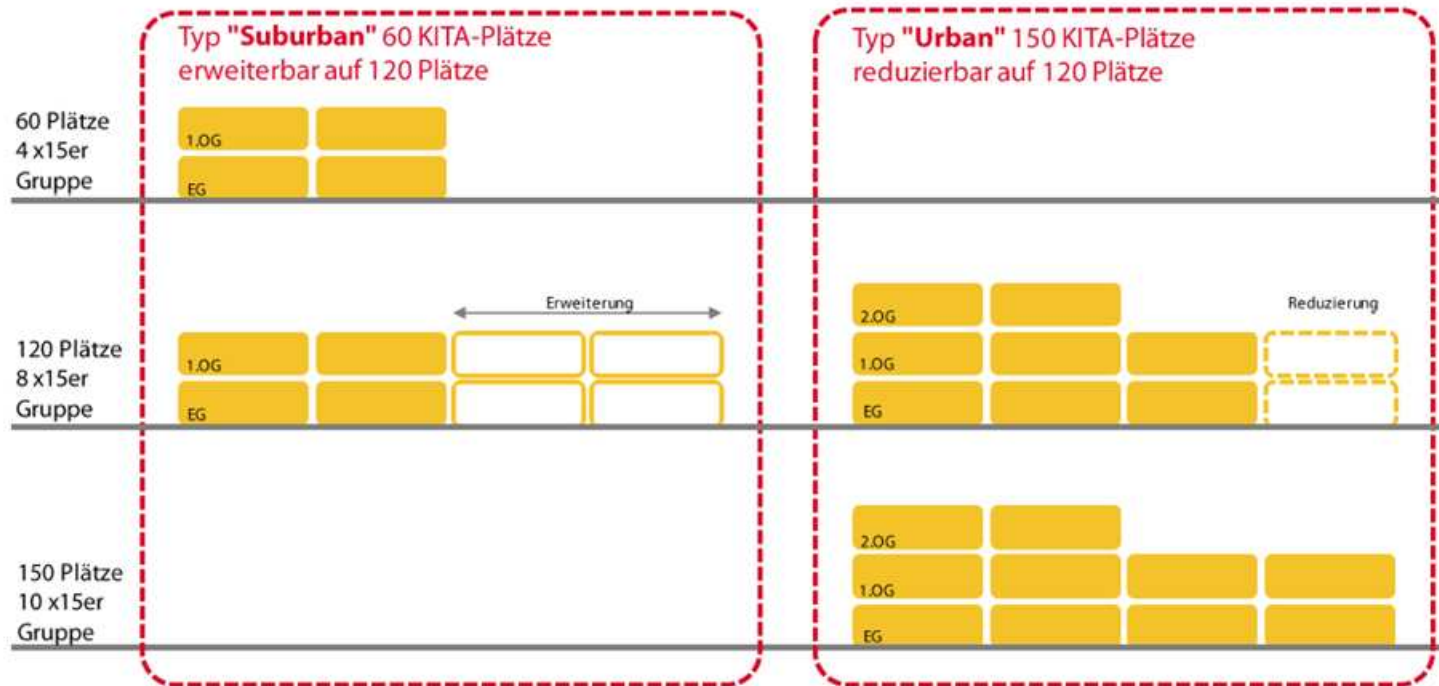 Typ "Suburban" 60 KITA-Plätze
erweiterbar auf 120 Plätze
Typ "Urban" 150 KITA-Plätze
reduzierbar auf 120 Plätze
60 Plätze
4 x15er
Gruppe
1.OG
EG
120 Plätze
8 x15er
Gruppe
Erweiterung
1.OG
EG
Reduzierung
2.OG
1.OG
EG
150 Plätze
10 x15er
Gruppe
2.OG
1.OG
EG